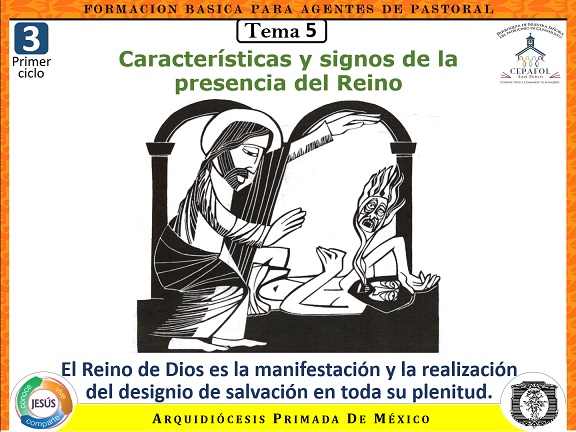 FORMACION BASICA PARA AGENTES DE PASTORAL
3
Primer
ciclo
Tema 5
Características y signos de la
presencia del Reino
CEPAFOL
SAN PABLO
El Reino de Dios es la manifestación y la realización
del designio de salvación en toda su plenitud.
conoce
vive
JESÚS
comparte
ARQUIDIÓCESIS PRIMADA DE MÉXICO